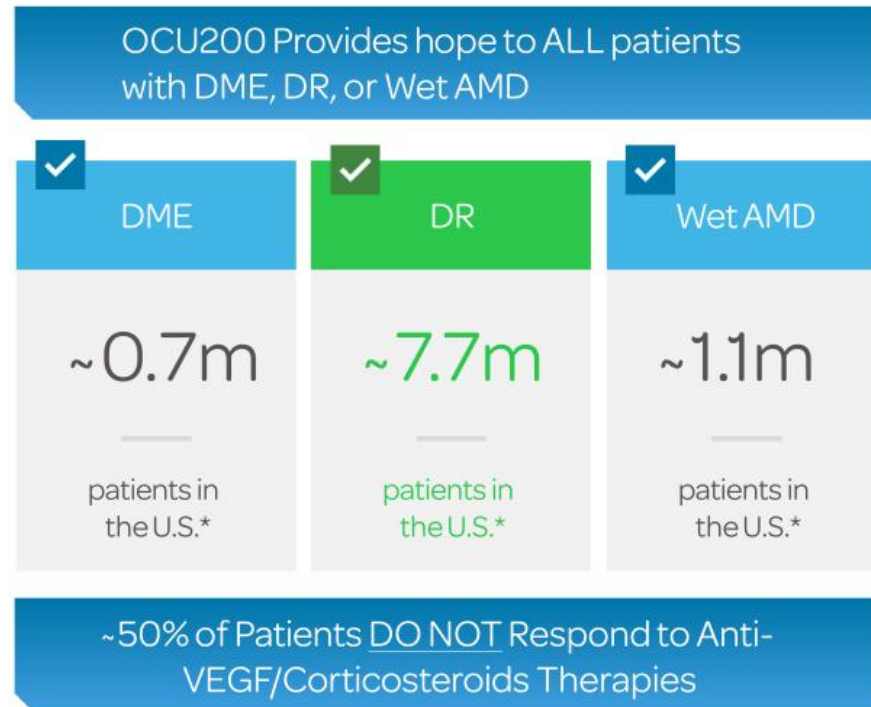 OCU200 Provides hope to ALL patients
with DME, DR, or Wet AMD
DME
~0.7m
patients in
the U.S.*
DR
~7.7m
patients in
the U.S.*
Wet AMD
~1.1m
patients in
the U.S.*
~50% of Patients DO NOT Respond to Anti-
VEGF/Corticosteroids Therapies